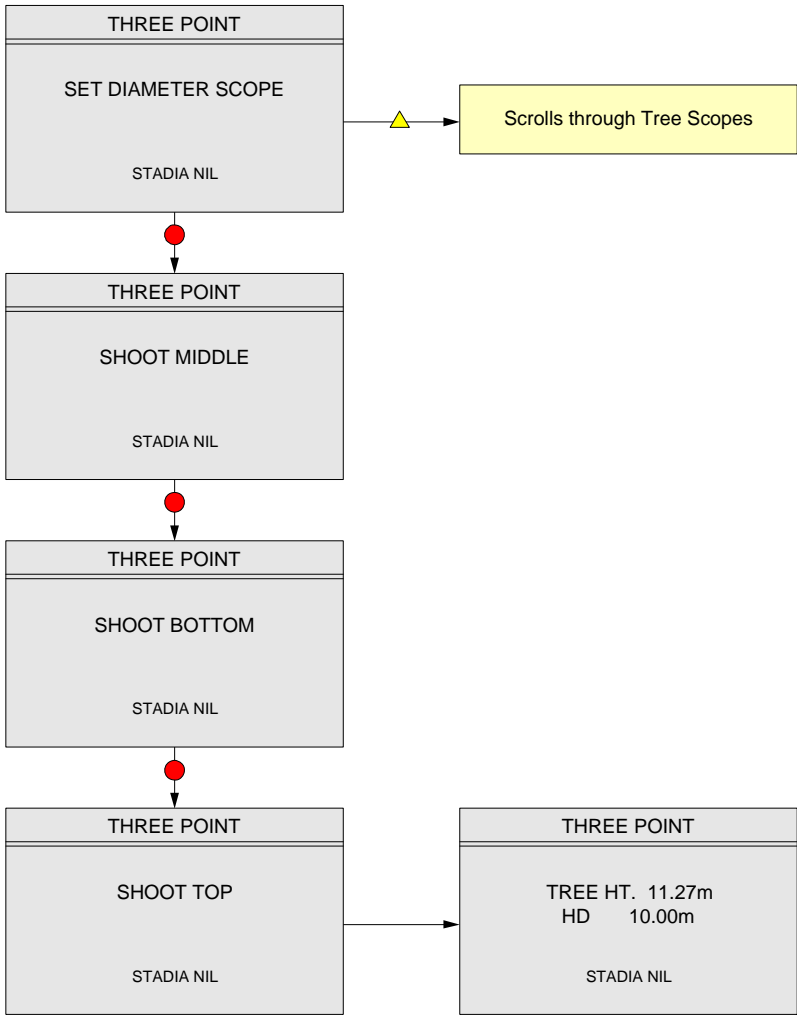 THREE POINT
SET DIAMETER SCOPE
STADIA NIL
Scrolls through Tree Scopes
THREE POINT
SHOOT MIDDLE
STADIA NIL
THREE POINT
SHOOT BOTTOM
STADIA NIL
THREE POINT
SHOOT TOP
STADIA NIL
THREE POINT
TREE HT. 11.27m
HD 10.00m
STADIA NIL